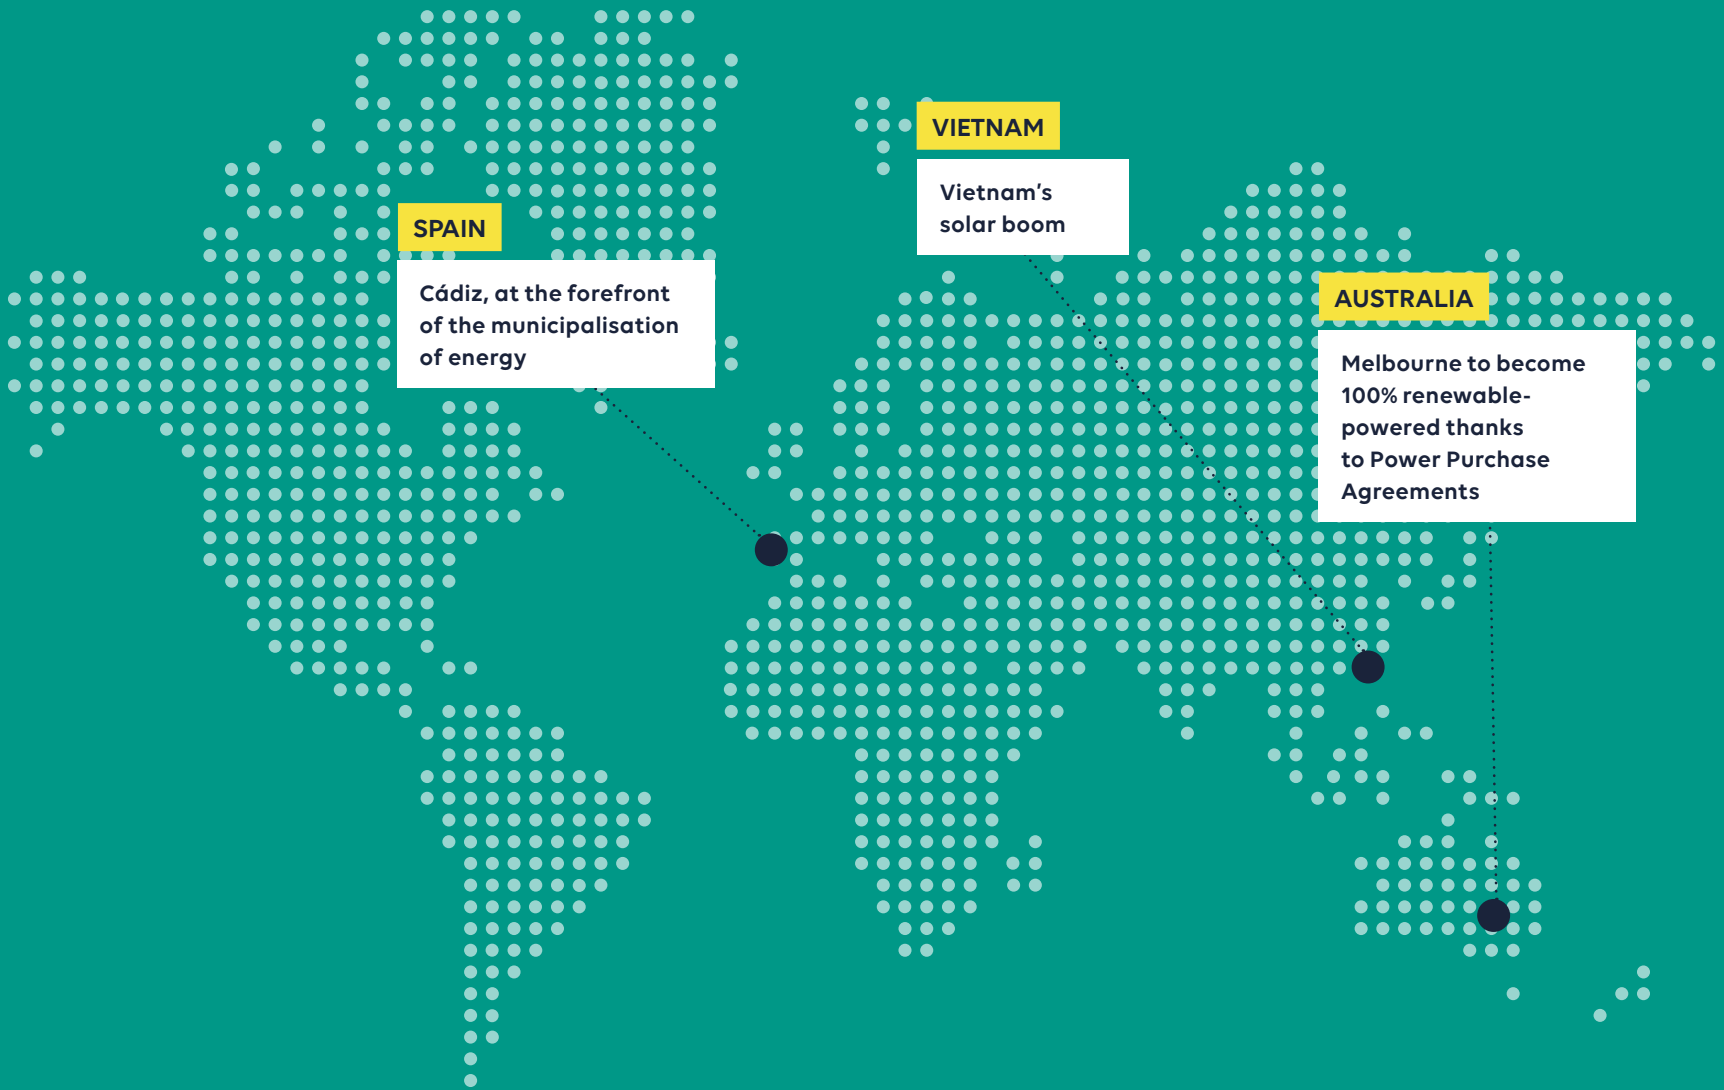 VIETNAM
Vietnam's
solar boom
SPAIN
Cádiz, at the forefront
of the municipalisation
of energy
AUSTRALIA
Melbourne to become
100% renewable-
powered thanks
to Power Purchase
Agreements